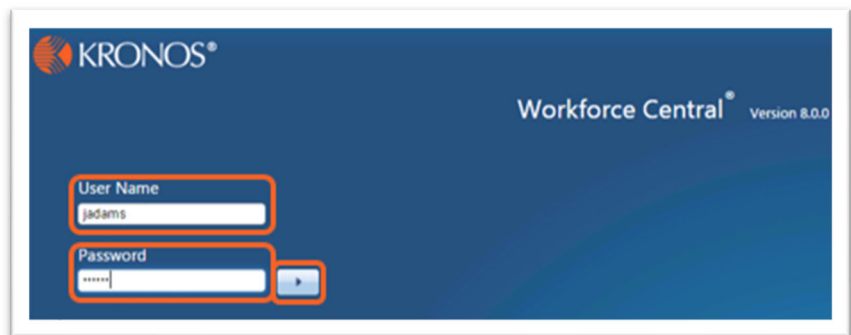 KRONOS®
Workforce Central® Version 8.0.0
User Name
jadams
Password
••••••